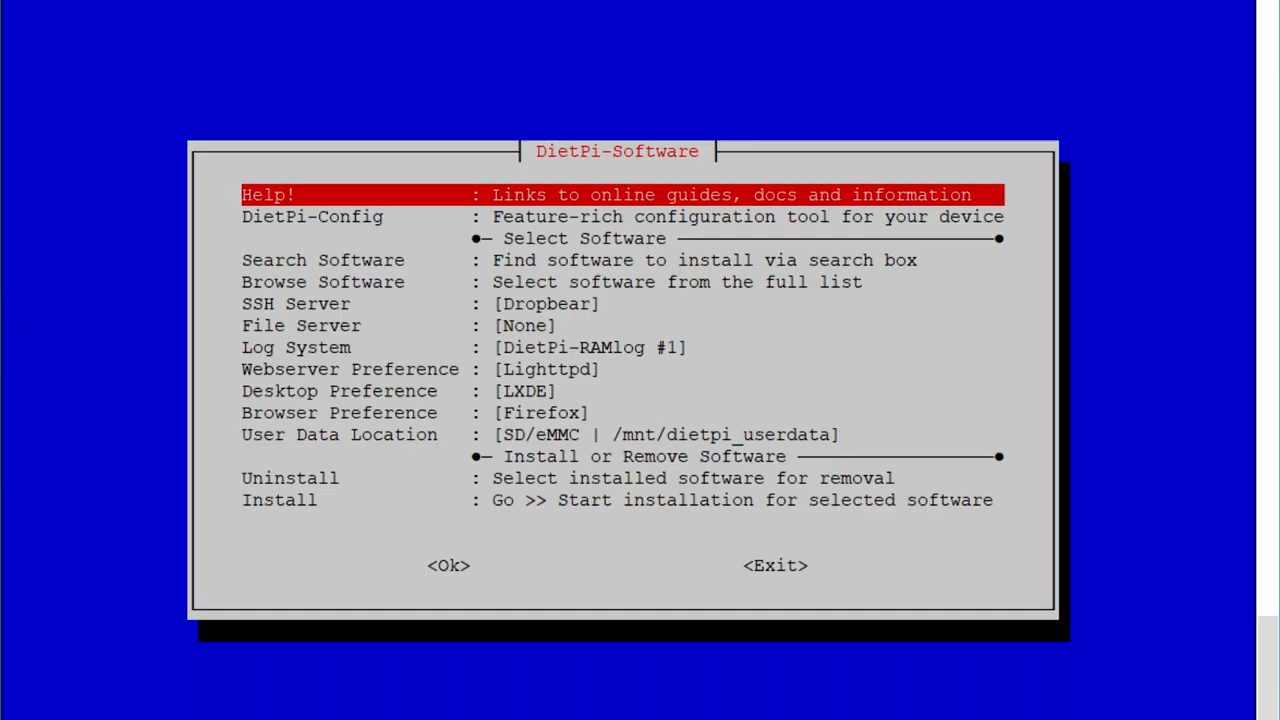 DietPi-Software
Help! : Links to online guides, docs and information
DietPi-Config : Feature-rich configuration tool for your device
●─ Select Software ─────────────────────────────●
Search Software : Find software to install via search box
Browse Software : Select software from the full list
SSH Server : [Dropbear]
File Server : [None]
Log System : [DietPi-RAMlog #1]
Webserver Preference : [Lighttpd]
Desktop Preference : [LXDE]
Browser Preference : [Firefox]
User Data Location : [SD/eMMC | /mnt/dietpi_userdata]
●─ Install or Remove Software ──────────────────●
Uninstall : Select installed software for removal
Install : Go >> Start installation for selected software
<Ok> <Exit>